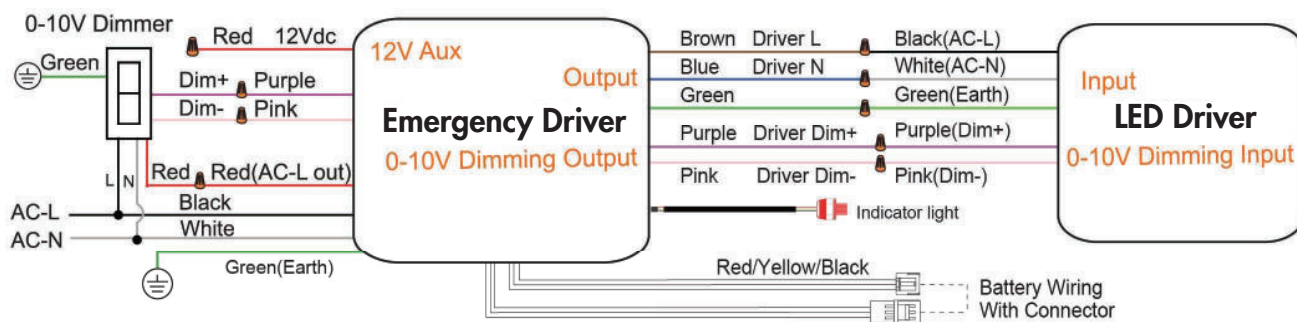 0-10V Dimmer
Red 12Vdc
Green
Dim+ Purple
Dim- Pink
L N
Red Red(AC-L out)
AC-L Black
AC-N White
Green(Earth)
12V Aux
Output
Emergency Driver
0-10V Dimming Output
Brown Driver L Black(AC-L)
Blue Driver N White(AC-N)
Green Green(Earth)
Purple Driver Dim+ Purple(Dim+)
Pink Driver Dim- Pink(Dim-)
Indicator light
Red/Yellow/Black
Battery Wiring
With Connector
Input
LED Driver
0-10V Dimming Input